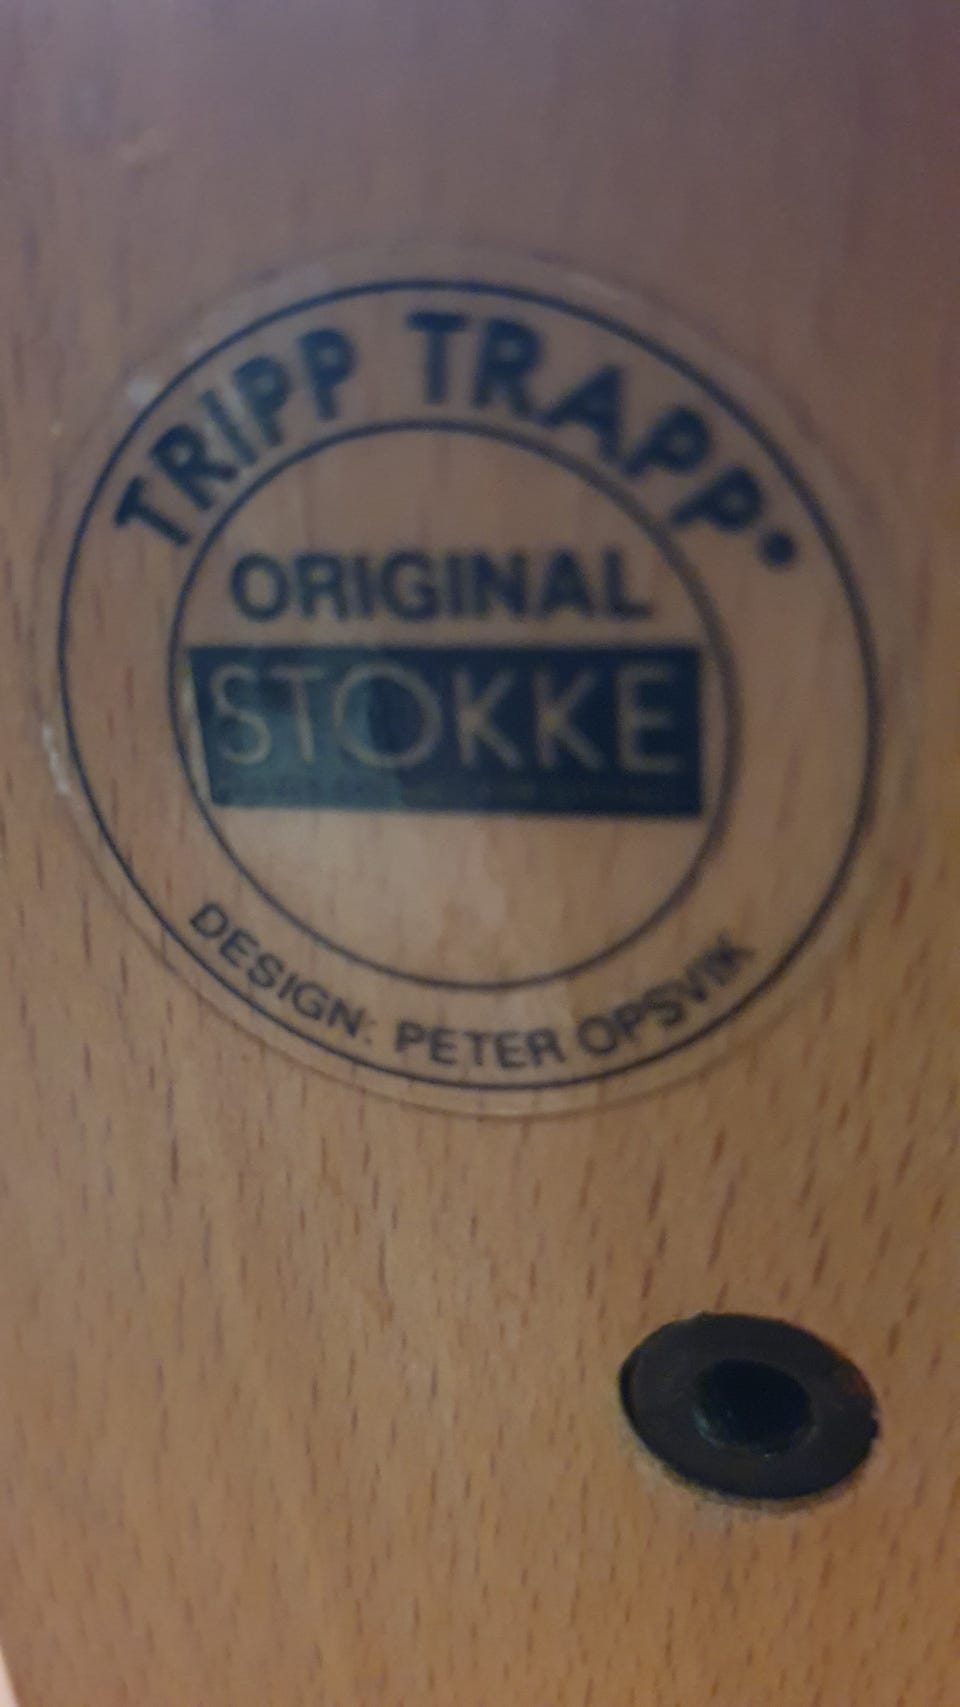 TRIPP TRAPP®
ORIGINAL
STOKKE
DESIGN: PETER OPSVIK